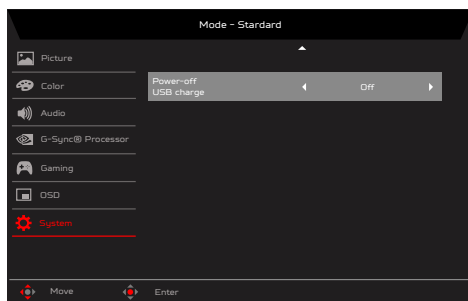 Mode - Stardard
Picture
Color
Audio
G-Sync® Processor
Gaming
OSD
System
Power-off
USB charge
Off
Move
Enter